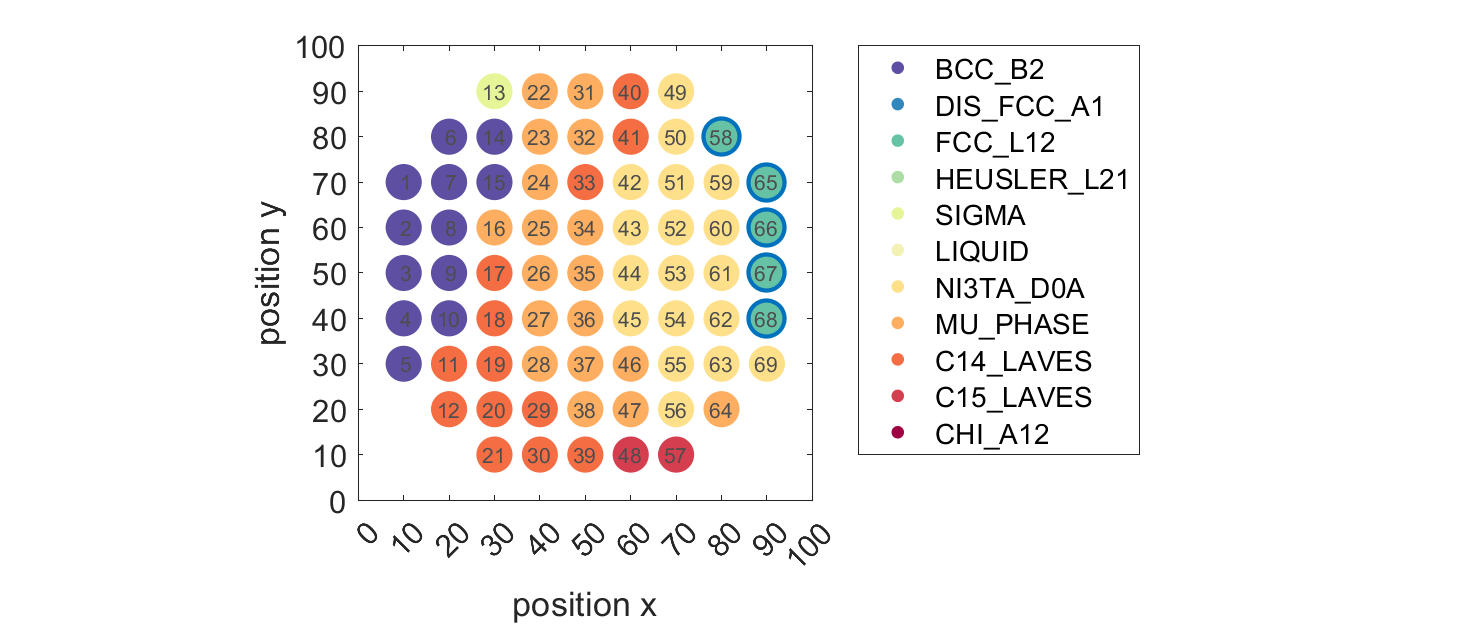 100
90
80
70
60
50
40
30
20
10
0
position y
13 22 31 40 49
6 14 23 32 41 50 58
1 7 15 24 33 42 51 59 65
2 8 16 25 34 43 52 60 66
3 9 17 26 35 44 53 61 67
4 10 18 27 36 45 54 62 68
5 11 19 28 37 46 55 63 69
12 20 29 38 47 56 64
21 30 39 48 57
0 10 20 30 40 50 60 70 80 90 100
position x
BCC_B2
DIS_FCC_A1
FCC_L12
HEUSLER_L21
SIGMA
LIQUID
NI3TA_D0A
MU_PHASE
C14_LAVES
C15_LAVES
CHI_A12